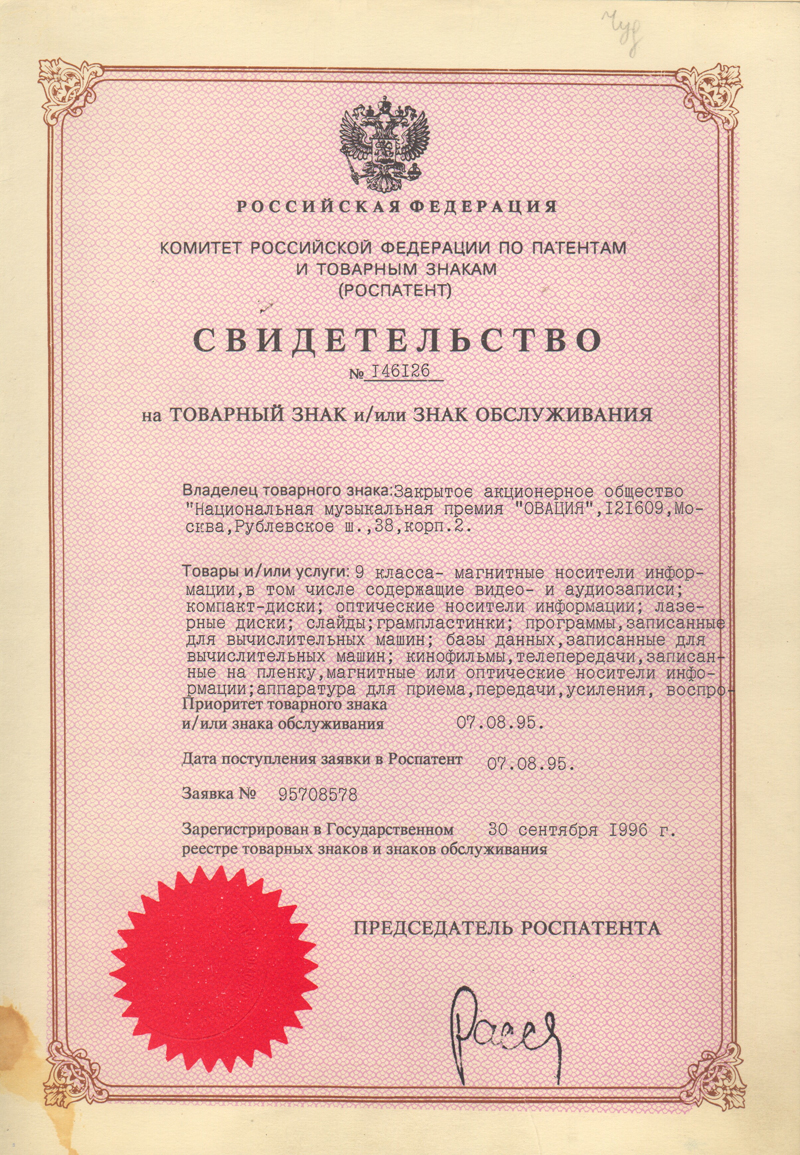 Чуд
РОССИЙСКАЯ ФЕДЕРАЦИЯ
КОМИТЕТ РОССИЙСКОЙ ФЕДЕРАЦИИ ПО ПАТЕНТАМ
И ТОВАРНЫМ ЗНАКАМ
(РОСПАТЕНТ)
СВИДЕТЕЛЬСТВО
№ I46I26
на ТОВАРНЫЙ ЗНАК и/или ЗНАК ОБСЛУЖИВАНИЯ
Владелец товарного знака:Закрытое акционерное общество
"Национальная музыкальная премия "ОВАЦИЯ",I2I609,Мо-
сква,Рублевское ш.,38,корп.2.
Товары и/или услуги: 9 класса- магнитные носители инфор-
мации,в том числе содержащие видео- и аудиозаписи;
компакт-диски; оптические носители информации; лазе-
рные диски; слайды;грампластинки; программы,записанные
для вычислительных машин; базы данных,записанные для
вычислительных машин; кинофильмы,телепередачи,записан-
ные на пленку,магнитные или оптические носители инфо-
рмации;аппаратура для приема,передачи,усиления, воспро-
Приоритет товарного знака
и/или знака обслуживания 07.08.95.
Дата поступления заявки в Роспатент 07.08.95.
Заявка № 95708578
Зарегистрирован в Государственном 30 сентября I996 г.
реестре товарных знаков и знаков обслуживания
ПРЕДСЕДАТЕЛЬ РОСПАТЕНТА